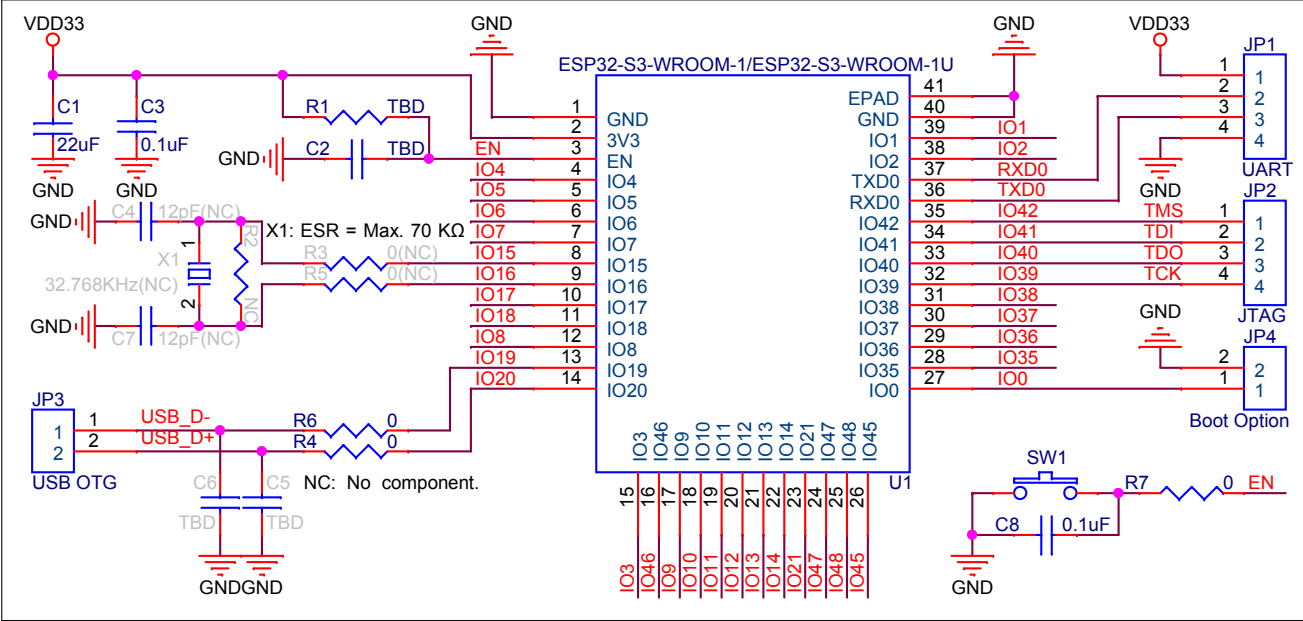 VDD33
GND
GND
VDD33
JP1
ESP32-S3-WROOM-1/ESP32-S3-WROOM-1U
C1
22uF
GND
C3
0.1uF
GND
R1 TBD
GND C2 TBD
EN
IO4
IO5
IO6
IO7
IO15
IO16
IO17
IO18
IO8
IO19
IO20
1 GND
2 3V3
3 EN
4 IO4
5 IO5
6 IO6
7 IO7
8 IO15
9 IO16
10 IO17
11 IO18
12 IO8
13 IO19
14 IO20
EPAD 41
GND 40
IO1 39 IO1
IO2 38 IO2
TXD0 37 RXD0
RXD0 36 TXD0
IO42 35 IO42 TMS 1 1
IO41 34 IO41 TDI 2 2
IO40 33 IO40 TDO 3 3
IO39 32 IO39 TCK 4 4
IO38 31 IO38
IO37 30 IO37
IO36 29 IO36
IO35 28 IO35
IO0 27 IO0
1 1
2 2
3 3
4 4
UART
GND
JP2
JTAG
GND
JP4
2 2
1 1
Boot Option
GND C4 12pF(NC)
X1: ESR = Max. 70 KΩ
R2
NC
1
X1
32.768KHz(NC)
2
R3 0(NC)
R5 0(NC)
GND C7 12pF(NC)
JP3
1 1 USB_D-
2 2 USB_D+
USB OTG
R6 0
R4 0
C6
TBD
C5
TBD
NC: No component.
GND
GND
IO3
IO46
IO9
IO10
IO11
IO12
IO13
IO14
IO21
IO47
IO48
IO45
U1
15
16
17
18
19
20
21
22
23
24
25
26
IO3
IO46
IO9
IO10
IO11
IO12
IO13
IO14
IO21
IO47
IO48
IO45
SW1
R7 0 EN
C8 0.1uF
GND